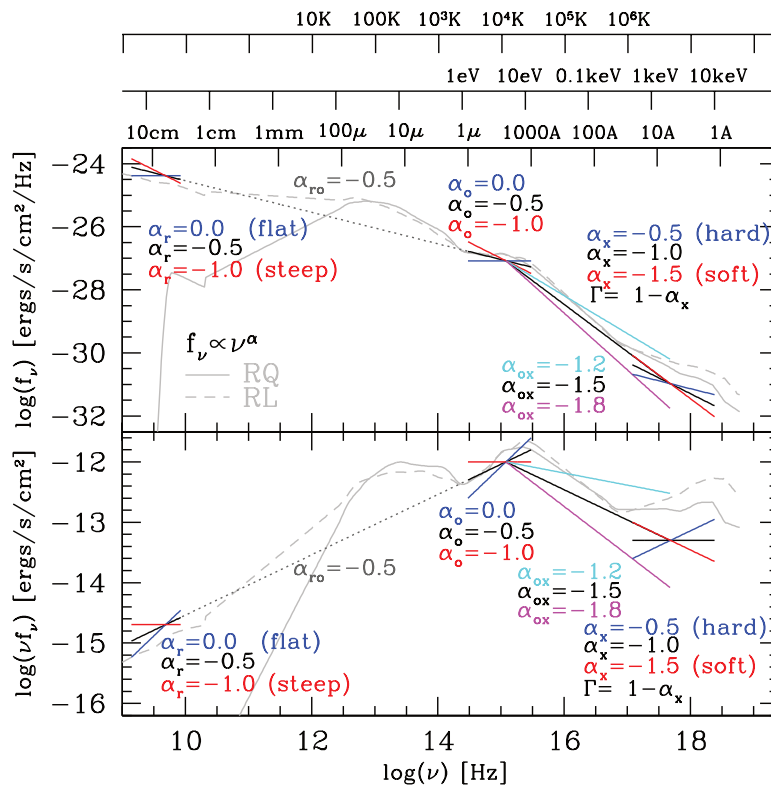 10K 100K 10³K 10⁴K 10⁵K 10⁶K
1eV 10eV 0.1keV 1keV 10keV
10cm 1cm 1mm 100μ 10μ 1μ 1000A 100A 10A 1A
log(f_ν) [ergs/s/cm²/Hz]
−24
−26
−28
−30
−32
α_ro=−0.5
α_r=0.0 (flat)
α_r=−0.5
α_r=−1.0 (steep)
α_o=0.0
α_o=−0.5
α_o=−1.0
α_x=−0.5 (hard)
α_x=−1.0
α_x=−1.5 (soft)
Γ= 1−α_x
f_ν∝ν^α
RQ
RL
α_ox=−1.2
α_ox=−1.5
α_ox=−1.8
log(νf_ν) [ergs/s/cm²]
−12
−13
−14
−15
−16
α_o=0.0
α_o=−0.5
α_o=−1.0
α_ro=−0.5
α_ox=−1.2
α_ox=−1.5
α_ox=−1.8
α_r=0.0 (flat)
α_r=−0.5
α_r=−1.0 (steep)
α_x=−0.5 (hard)
α_x=−1.0
α_x=−1.5 (soft)
Γ= 1−α_x
10 12 14 16 18
log(ν) [Hz]